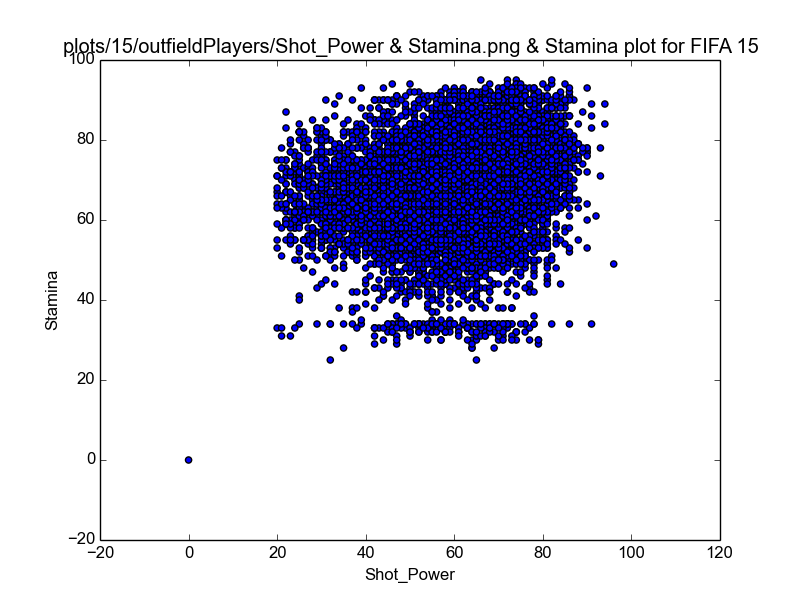 plots/15/outfieldPlayers/Shot_Power & Stamina.png & Stamina plot for FIFA 15
100
80
60
40
20
0
−20
Stamina
−20 0 20 40 60 80 100 120
Shot_Power